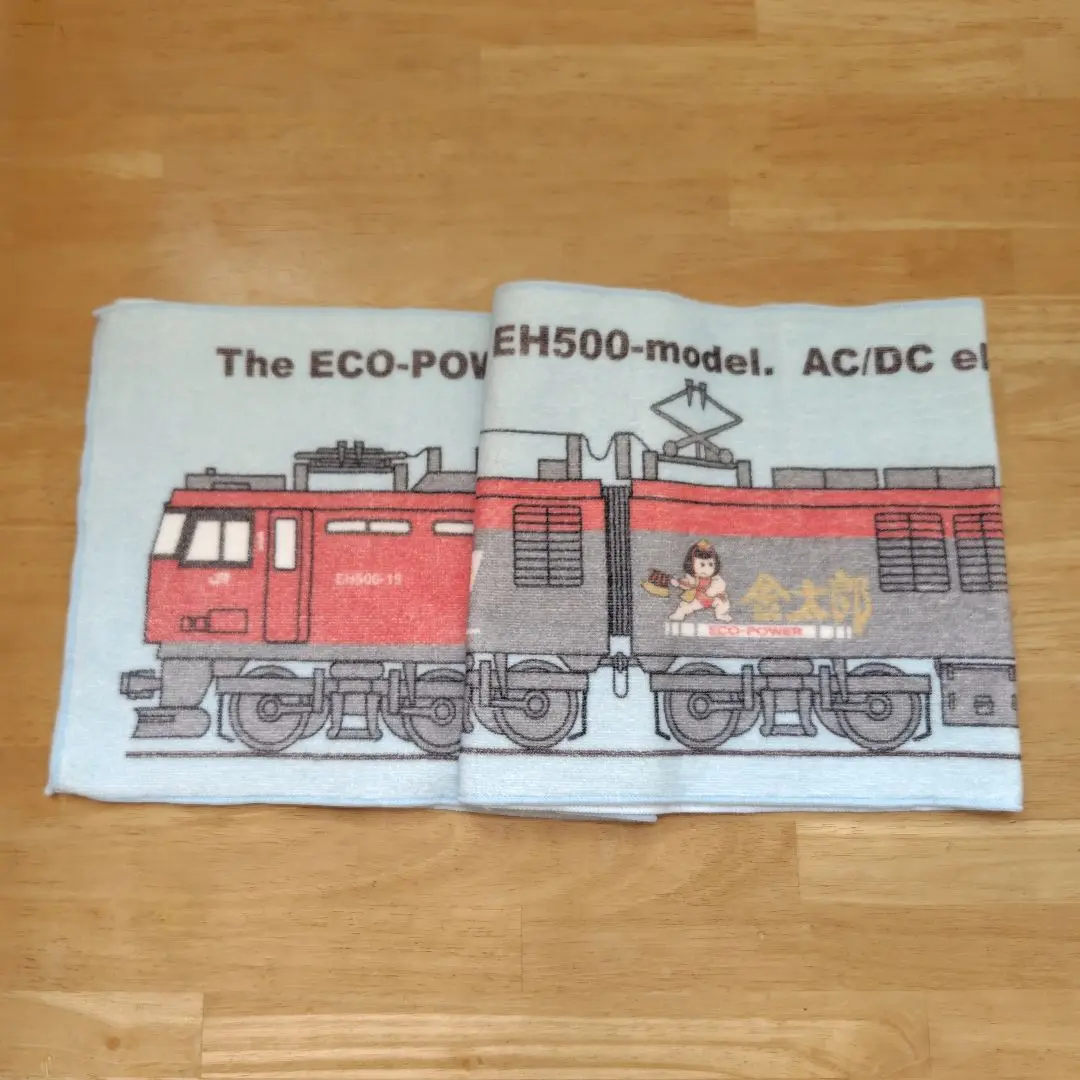 The ECO-POW
EH500-model. AC/DC el
JR
EH500-15
金太郎
ECO-POWER